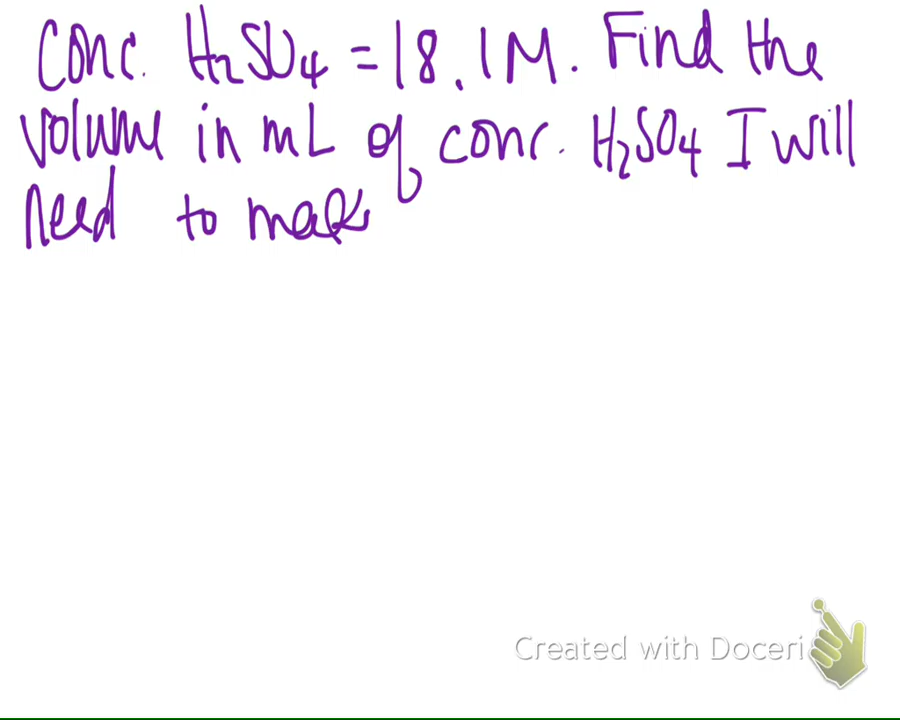 Conc. H₂SO₄ = 18.1M. Find the
volume in mL of conc. H₂SO₄ I will
need to make
Created with Doceri